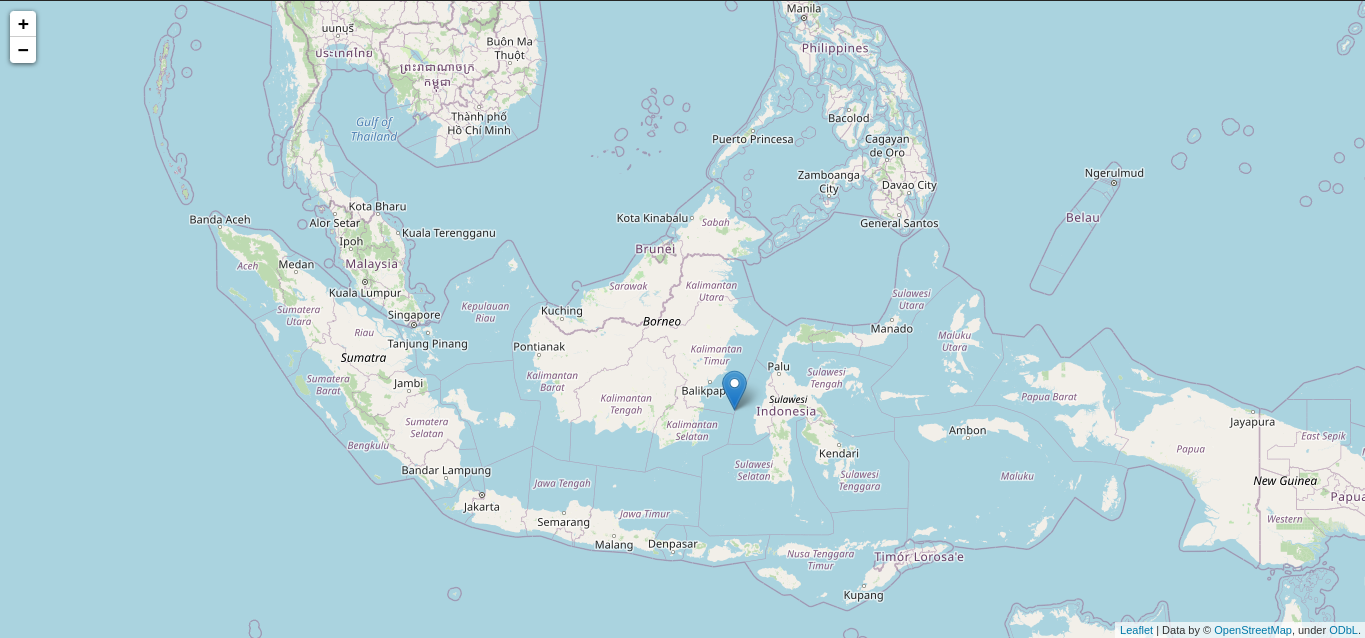 +
−
Manila
Philippines
นนทบุรี
ประเทศไทย
Buôn Ma
Thuột
ព្រះរាជាណាចក្រ
កម្ពុជា
Gulf of
Thailand
Thành phố
Hồ Chí Minh
Bacolod
Puerto Princesa
Cagayan
de Oro
Zamboanga
City
Davao City
Ngerulmud
Kota Bharu
Banda Aceh
Alor Setar
Kota Kinabalu
Sabah
General Santos
Belau
Kuala Terengganu
Ipoh
Brunei
Aceh
Medan
Malaysia
Kuala Lumpur
Sarawak
Kalimantan
Utara
Sulawesi
Utara
Sumatera
Utara
Kepulauan
Riau
Kuching
Singapore
Borneo
Manado
Riau
Tanjung Pinang
Maluku
Utara
Sumatra
Pontianak
Kalimantan
Timur
Palu
Sumatera
Barat
Jambi
Kalimantan
Barat
Sulawesi
Tengah
Balikpap
Papua Barat
Kalimantan
Tengah
Sulawesi
Indonesia
Sumatera
Selatan
Kalimantan
Selatan
Ambon
Jayapura
East Sepik
Bengkulu
Kendari
Papua
Bandar Lampung
Sulawesi
Selatan
Sulawesi
Tenggara
Maluku
Jawa Tengah
New Guinea
Papua
Jakarta
Semarang
Jawa Timur
Western
Malang
Denpasar
Nusa Tenggara
Timur
Timór Lorosa'e
Kupang
Leaflet | Data by © OpenStreetMap, under ODbL.